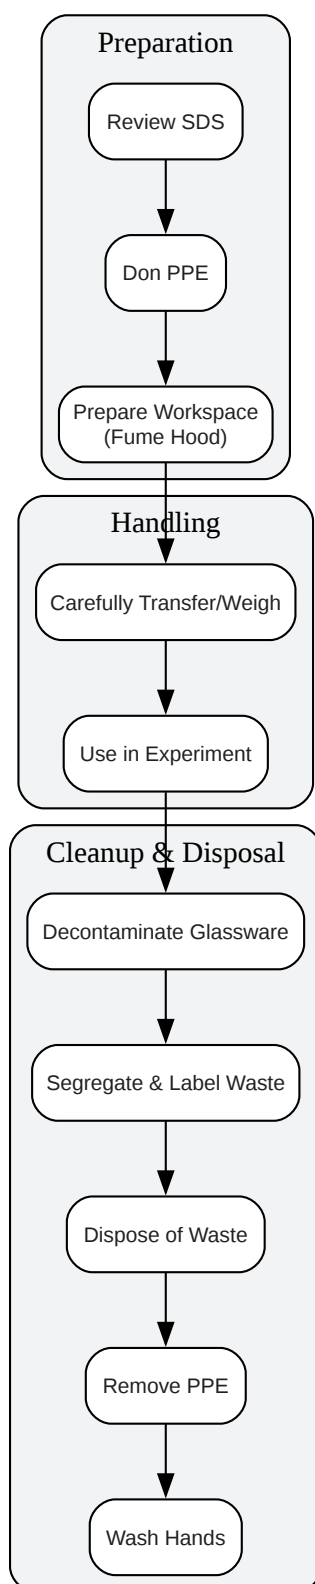 Preparation
Review SDS
Don PPE
Prepare Workspace
(Fume Hood)
Handling
Carefully Transfer/Weigh
Use in Experiment
Cleanup & Disposal
Decontaminate Glassware
Segregate & Label Waste
Dispose of Waste
Remove PPE
Wash Hands